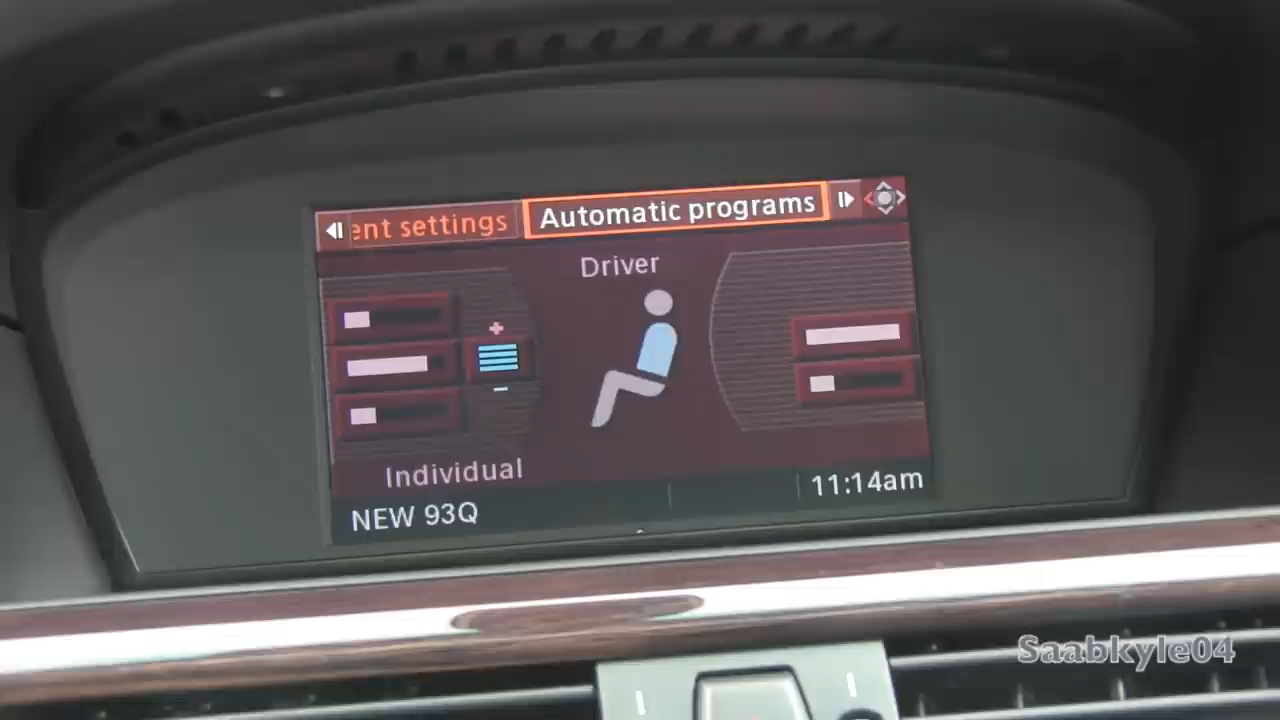 ent settings
Automatic programs
Driver
Individual
NEW 93Q
11:14am
Saabkyle04